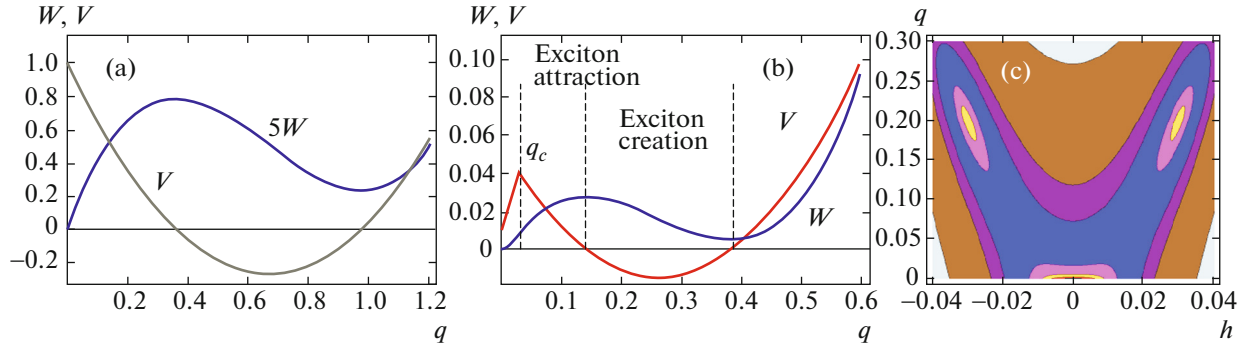 W, V
(a)
1.0
0.8
0.6
0.4
0.2
0
−0.2
5W
V
0.2 0.4 0.6 0.8 1.0 1.2
q
W, V
Exciton
attraction
(b)
0.10
0.08
0.06
0.04
0.02
0
q_c
Exciton
creation
V
W
0.1 0.2 0.3 0.4 0.5 0.6
q
q
(c)
0.30
0.25
0.20
0.15
0.10
0.05
0
−0.04 −0.02 0 0.02 0.04
h